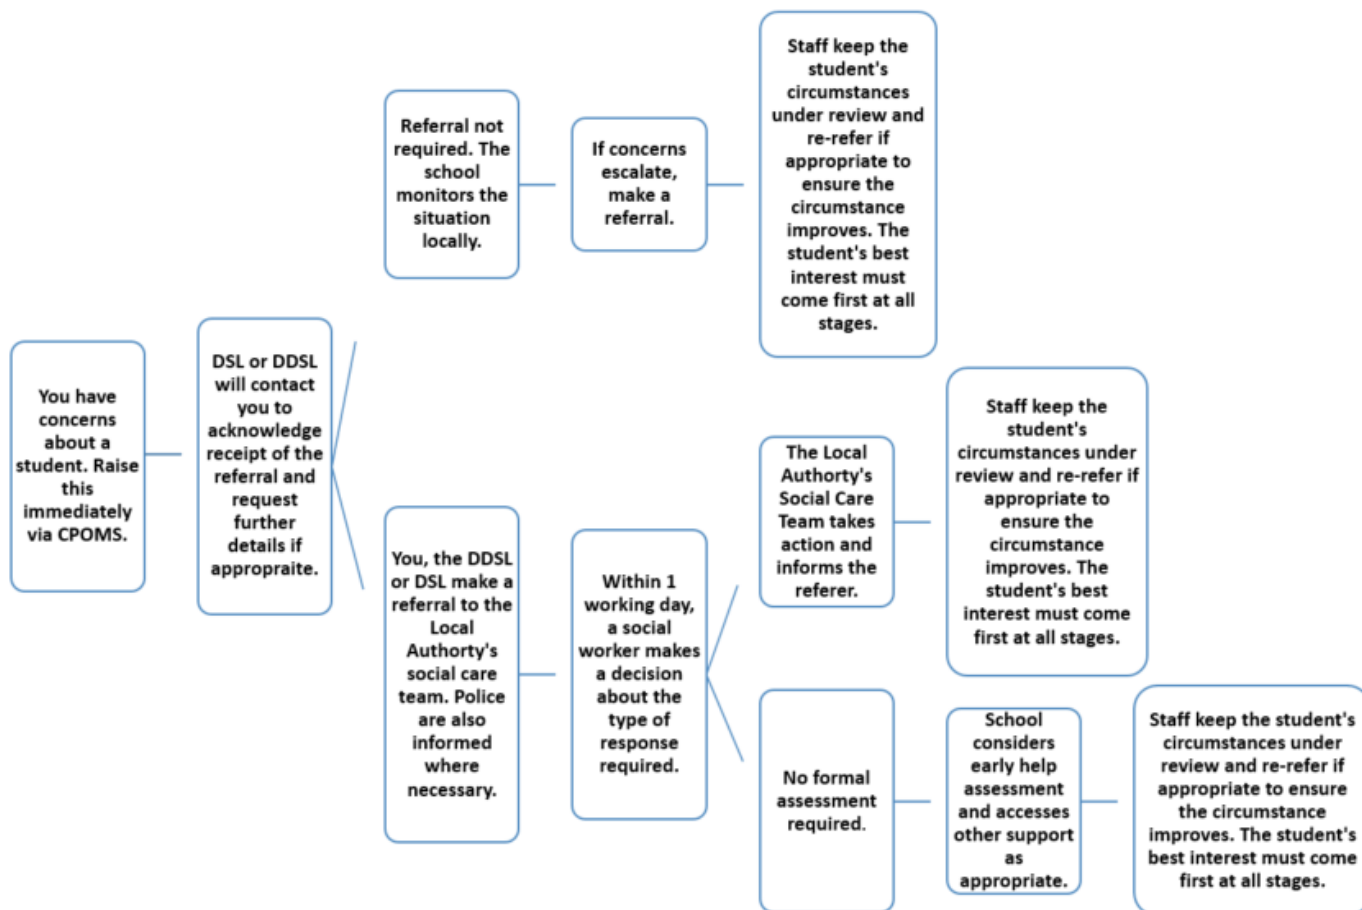 You have
concerns
about a
student. Raise
this
immediately
via CPOMS.
DSL or DDSL
will contact
you to
acknowledge
receipt of the
referral and
request
further
details if
appropraite.
Referral not
required. The
school
monitors the
situation
locally.
If concerns
escalate,
make a
referral.
Staff keep the
student's
circumstances
under review and
re-refer if
appropriate to
ensure the
circumstance
improves. The
student's best
interest must
come first at all
stages.
You, the DDSL
or DSL make a
referral to the
Local
Authorty's
social care
team. Police
are also
informed
where
necessary.
Within 1
working day,
a social
worker makes
a decision
about the
type of
response
required.
The Local
Authorty's
Social Care
Team takes
action and
informs the
referer.
Staff keep the
student's
circumstances under
review and re-refer if
appropriate to
ensure the
circumstance
improves. The
student's best
interest must come
first at all stages.
No formal
assessment
required.
School
considers
early help
assessment
and accesses
other support
as
appropriate.
Staff keep the student's
circumstances under
review and re-refer if
appropriate to ensure
the circumstance
improves. The student's
best interest must come
first at all stages.